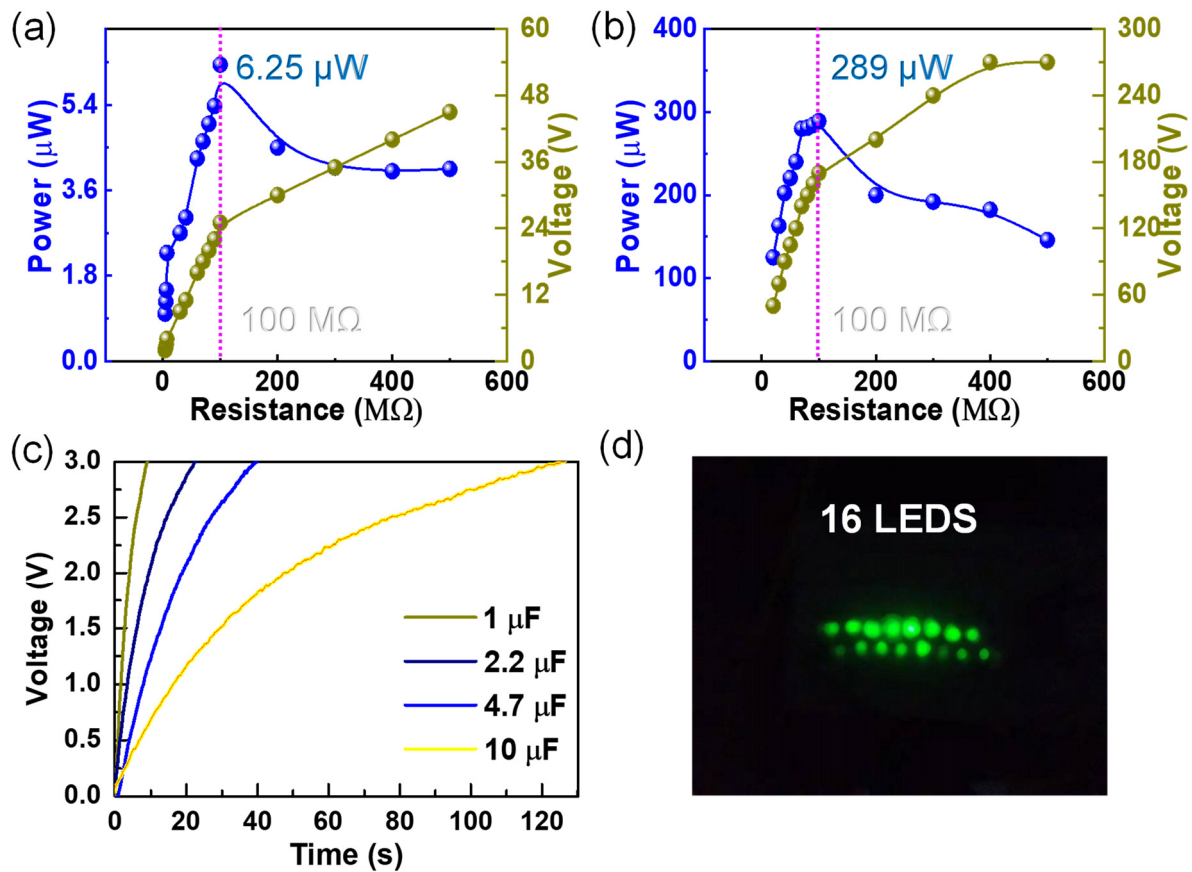 (a)
6.25 μW
100 MΩ
Power (μW)
0.0
1.8
3.6
5.4
Voltage (V)
0
12
24
36
48
60
0
200
400
600
Resistance (MΩ)
(b)
289 μW
100 MΩ
Power (μW)
0
100
200
300
400
Voltage (V)
0
60
120
180
240
300
0
200
400
600
Resistance (MΩ)
(c)
Voltage (V)
3.0
2.5
2.0
1.5
1.0
0.5
0.0
1 μF
2.2 μF
4.7 μF
10 μF
0
20
40
60
80
100
120
Time (s)
(d)
16 LEDS